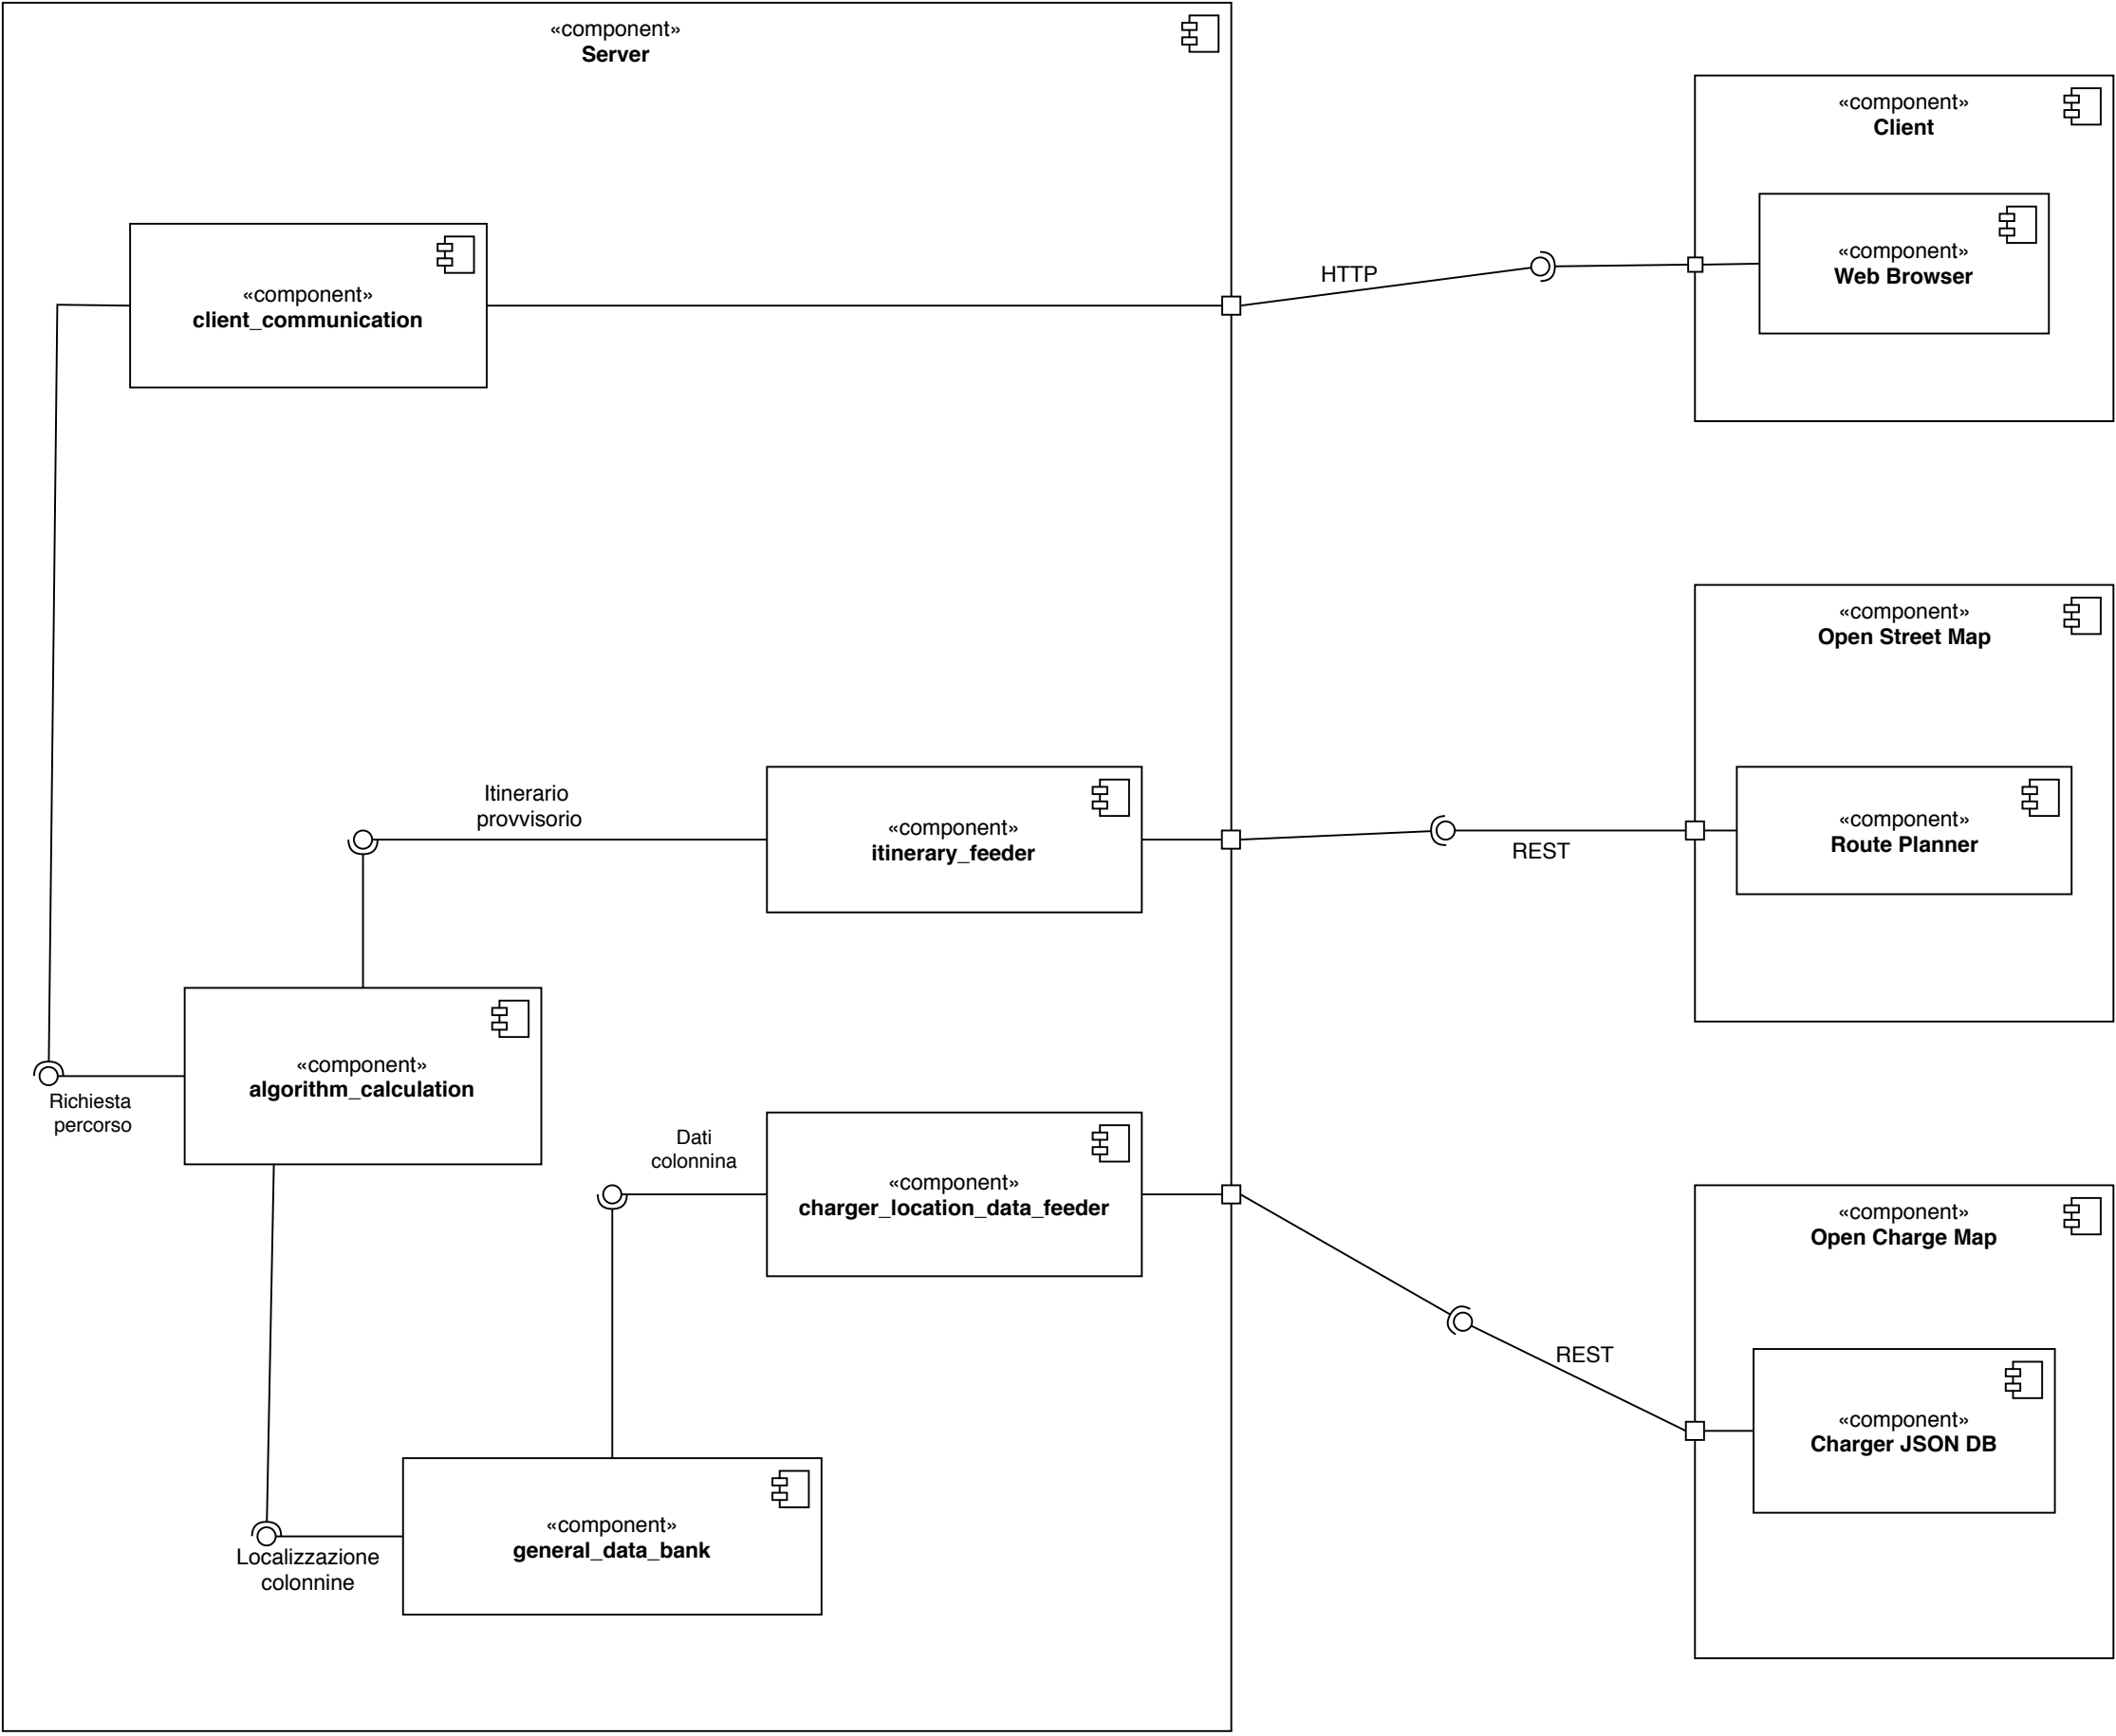 «component»
Server
«component»
Client
«component»
Web Browser
HTTP
«component»
client_communication
«component»
Open Street Map
Itinerario
provvisorio
«component»
itinerary_feeder
REST
«component»
Route Planner
«component»
algorithm_calculation
Richiesta
percorso
Dati
colonnina
«component»
charger_location_data_feeder
«component»
Open Charge Map
REST
«component»
Charger JSON DB
«component»
general_data_bank
Localizzazione
colonnine